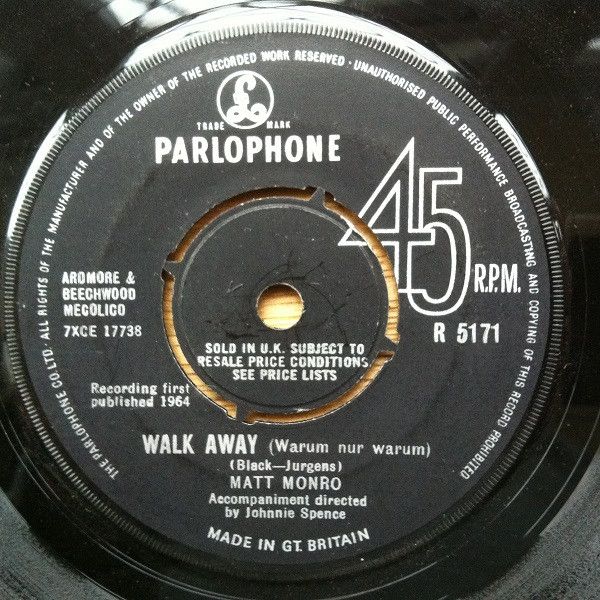 THE PARLOPHONE CO. LTD. ALL RIGHTS OF THE MANUFACTURER AND OF THE OWNER OF THE RECORDED WORK RESERVED · UNAUTHORISED PUBLIC PERFORMANCE BROADCASTING AND COPYING OF THIS RECORD PROHIBITED
£
TRADE MARK
PARLOPHONE
45
R.P.M.
R 5171
ARDMORE &
BEECHWOOD
MECOLICO
7XCE 17738
SOLD IN U.K. SUBJECT TO
RESALE PRICE CONDITIONS
SEE PRICE LISTS
Recording first
published 1964
WALK AWAY (Warum nur warum)
(Black—Jurgens)
MATT MONRO
Accompaniment directed
by Johnnie Spence
MADE IN GT. BRITAIN